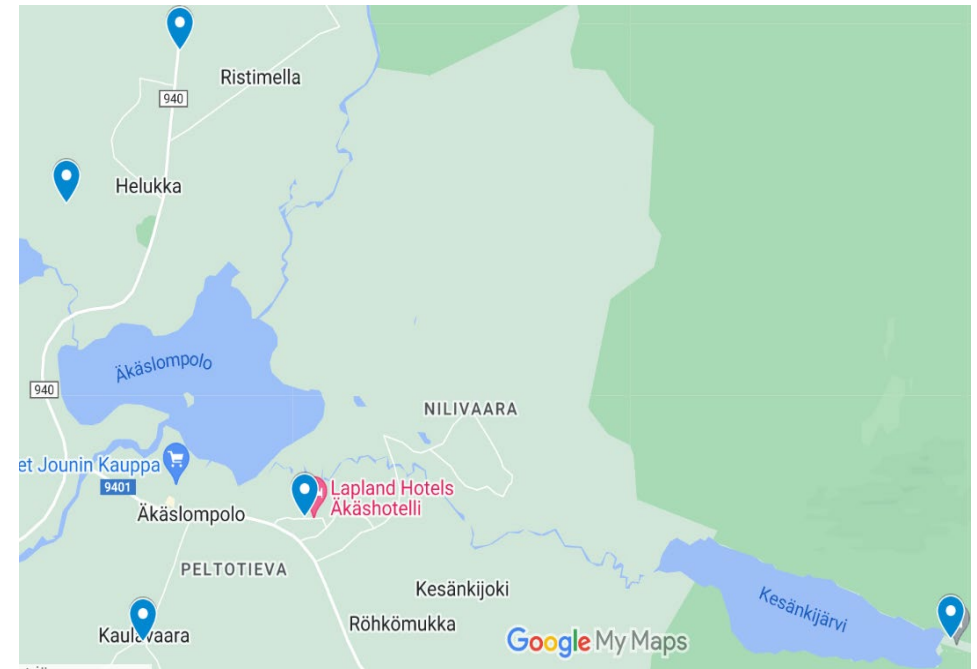 Ristimella
940
Helukka
Äkäslompolo
940
NILIVAARA
et Jounin Kauppa
9401
Lapland Hotels
Äkäshotelli
Äkäslompolo
PELTOTIEVA
Kesänkijoki
Kesänkijärvi
Röhkömukka
Kaulavaara
Google My Maps